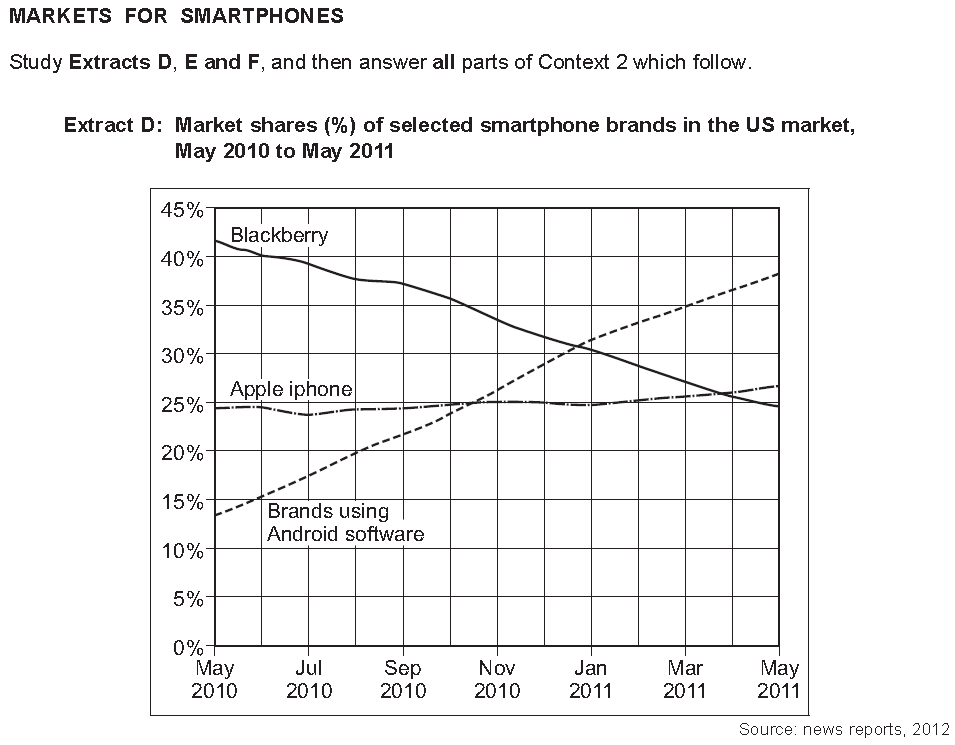 MARKETS FOR SMARTPHONES
Study Extracts D, E and F, and then answer all parts of Context 2 which follow.
Extract D: Market shares (%) of selected smartphone brands in the US market,
May 2010 to May 2011
45%
Blackberry
40%
35%
30%
Apple iphone
25%
20%
15%
Brands using
Android software
10%
5%
0%
May Jul Sep Nov Jan Mar May
2010 2010 2010 2010 2011 2011 2011
Source: news reports, 2012